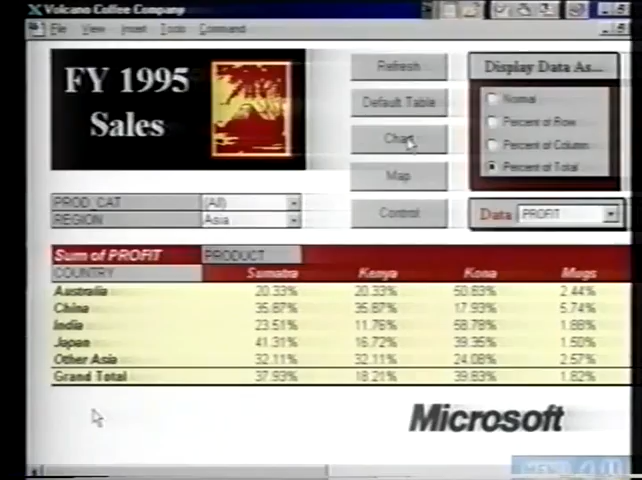 Volcano Coffee Company
File View Insert Tools Command
FY 1995
Sales
Refresh
Default Table
Chart
Map
Control
Display Data As...
Normal
Percent of Row
Percent of Column
Percent of Total
PROD_CAT (All)
REGION Asia
Data PROFIT
Sum of PROFIT PRODUCT
COUNTRY Sumatra Kenya Kona Mugs
Australia 20.33% 20.33% 50.83% 2.44%
China 35.87% 35.87% 17.93% 5.74%
India 23.51% 11.76% 58.78% 1.88%
Japan 41.31% 16.72% 39.35% 1.50%
Other Asia 32.11% 32.11% 24.08% 2.57%
Grand Total 37.93% 18.21% 39.83% 1.82%
Microsoft